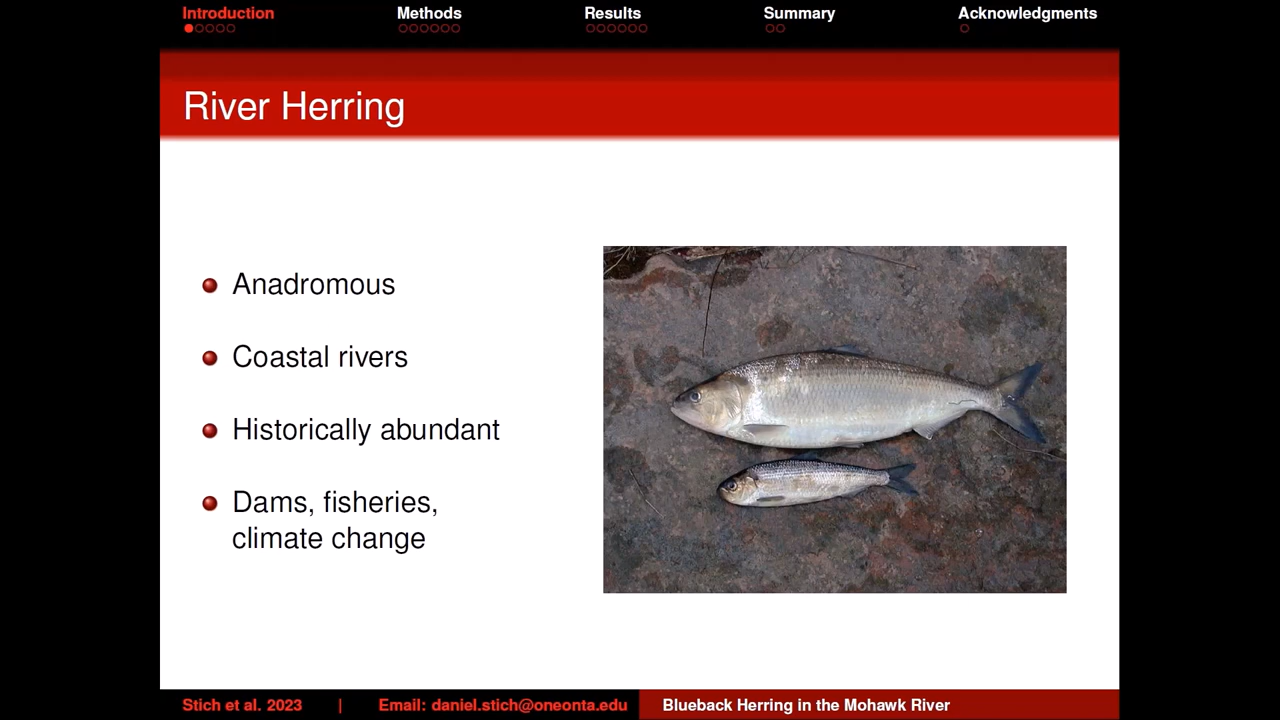 Introduction Methods Results Summary Acknowledgments
River Herring
Anadromous
Coastal rivers
Historically abundant
Dams, fisheries,
climate change
Stich et al. 2023 | Email: daniel.stich@oneonta.edu Blueback Herring in the Mohawk River